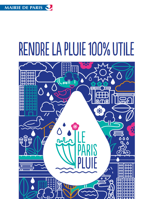 MAIRIE DE PARIS
RENDRE LA PLUIE 100% UTILE
LE
PARIS
PLUIE